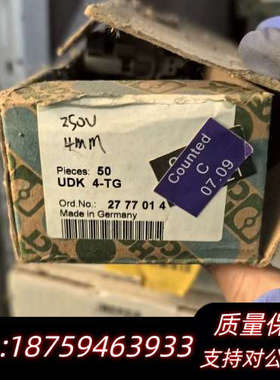 250V
4mm
Pieces: 50
UDK 4-TG
Ord.No.: 27 77 01 4
Made in Germany
Counted
C
07.09
质量保
:18759463933
支持对公